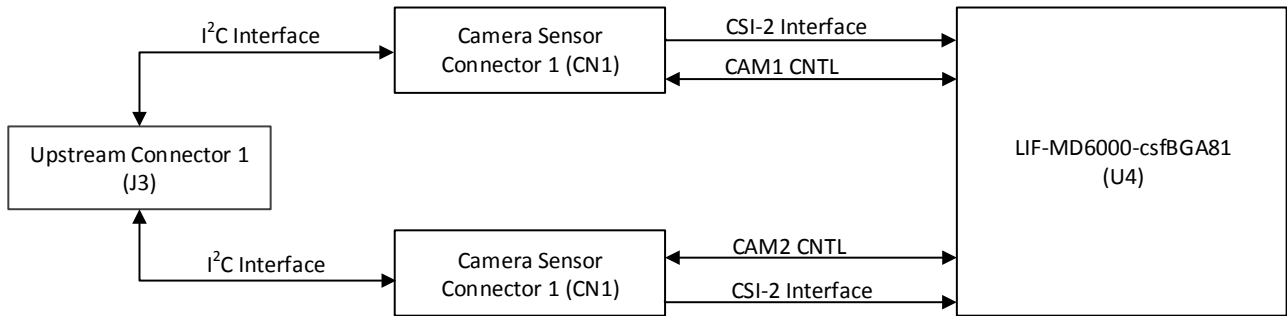 I²C Interface
Camera Sensor
Connector 1 (CN1)
CSI-2 Interface
CAM1 CNTL
Upstream Connector 1
(J3)
LIF-MD6000-csfBGA81
(U4)
I²C Interface
Camera Sensor
Connector 1 (CN1)
CAM2 CNTL
CSI-2 Interface